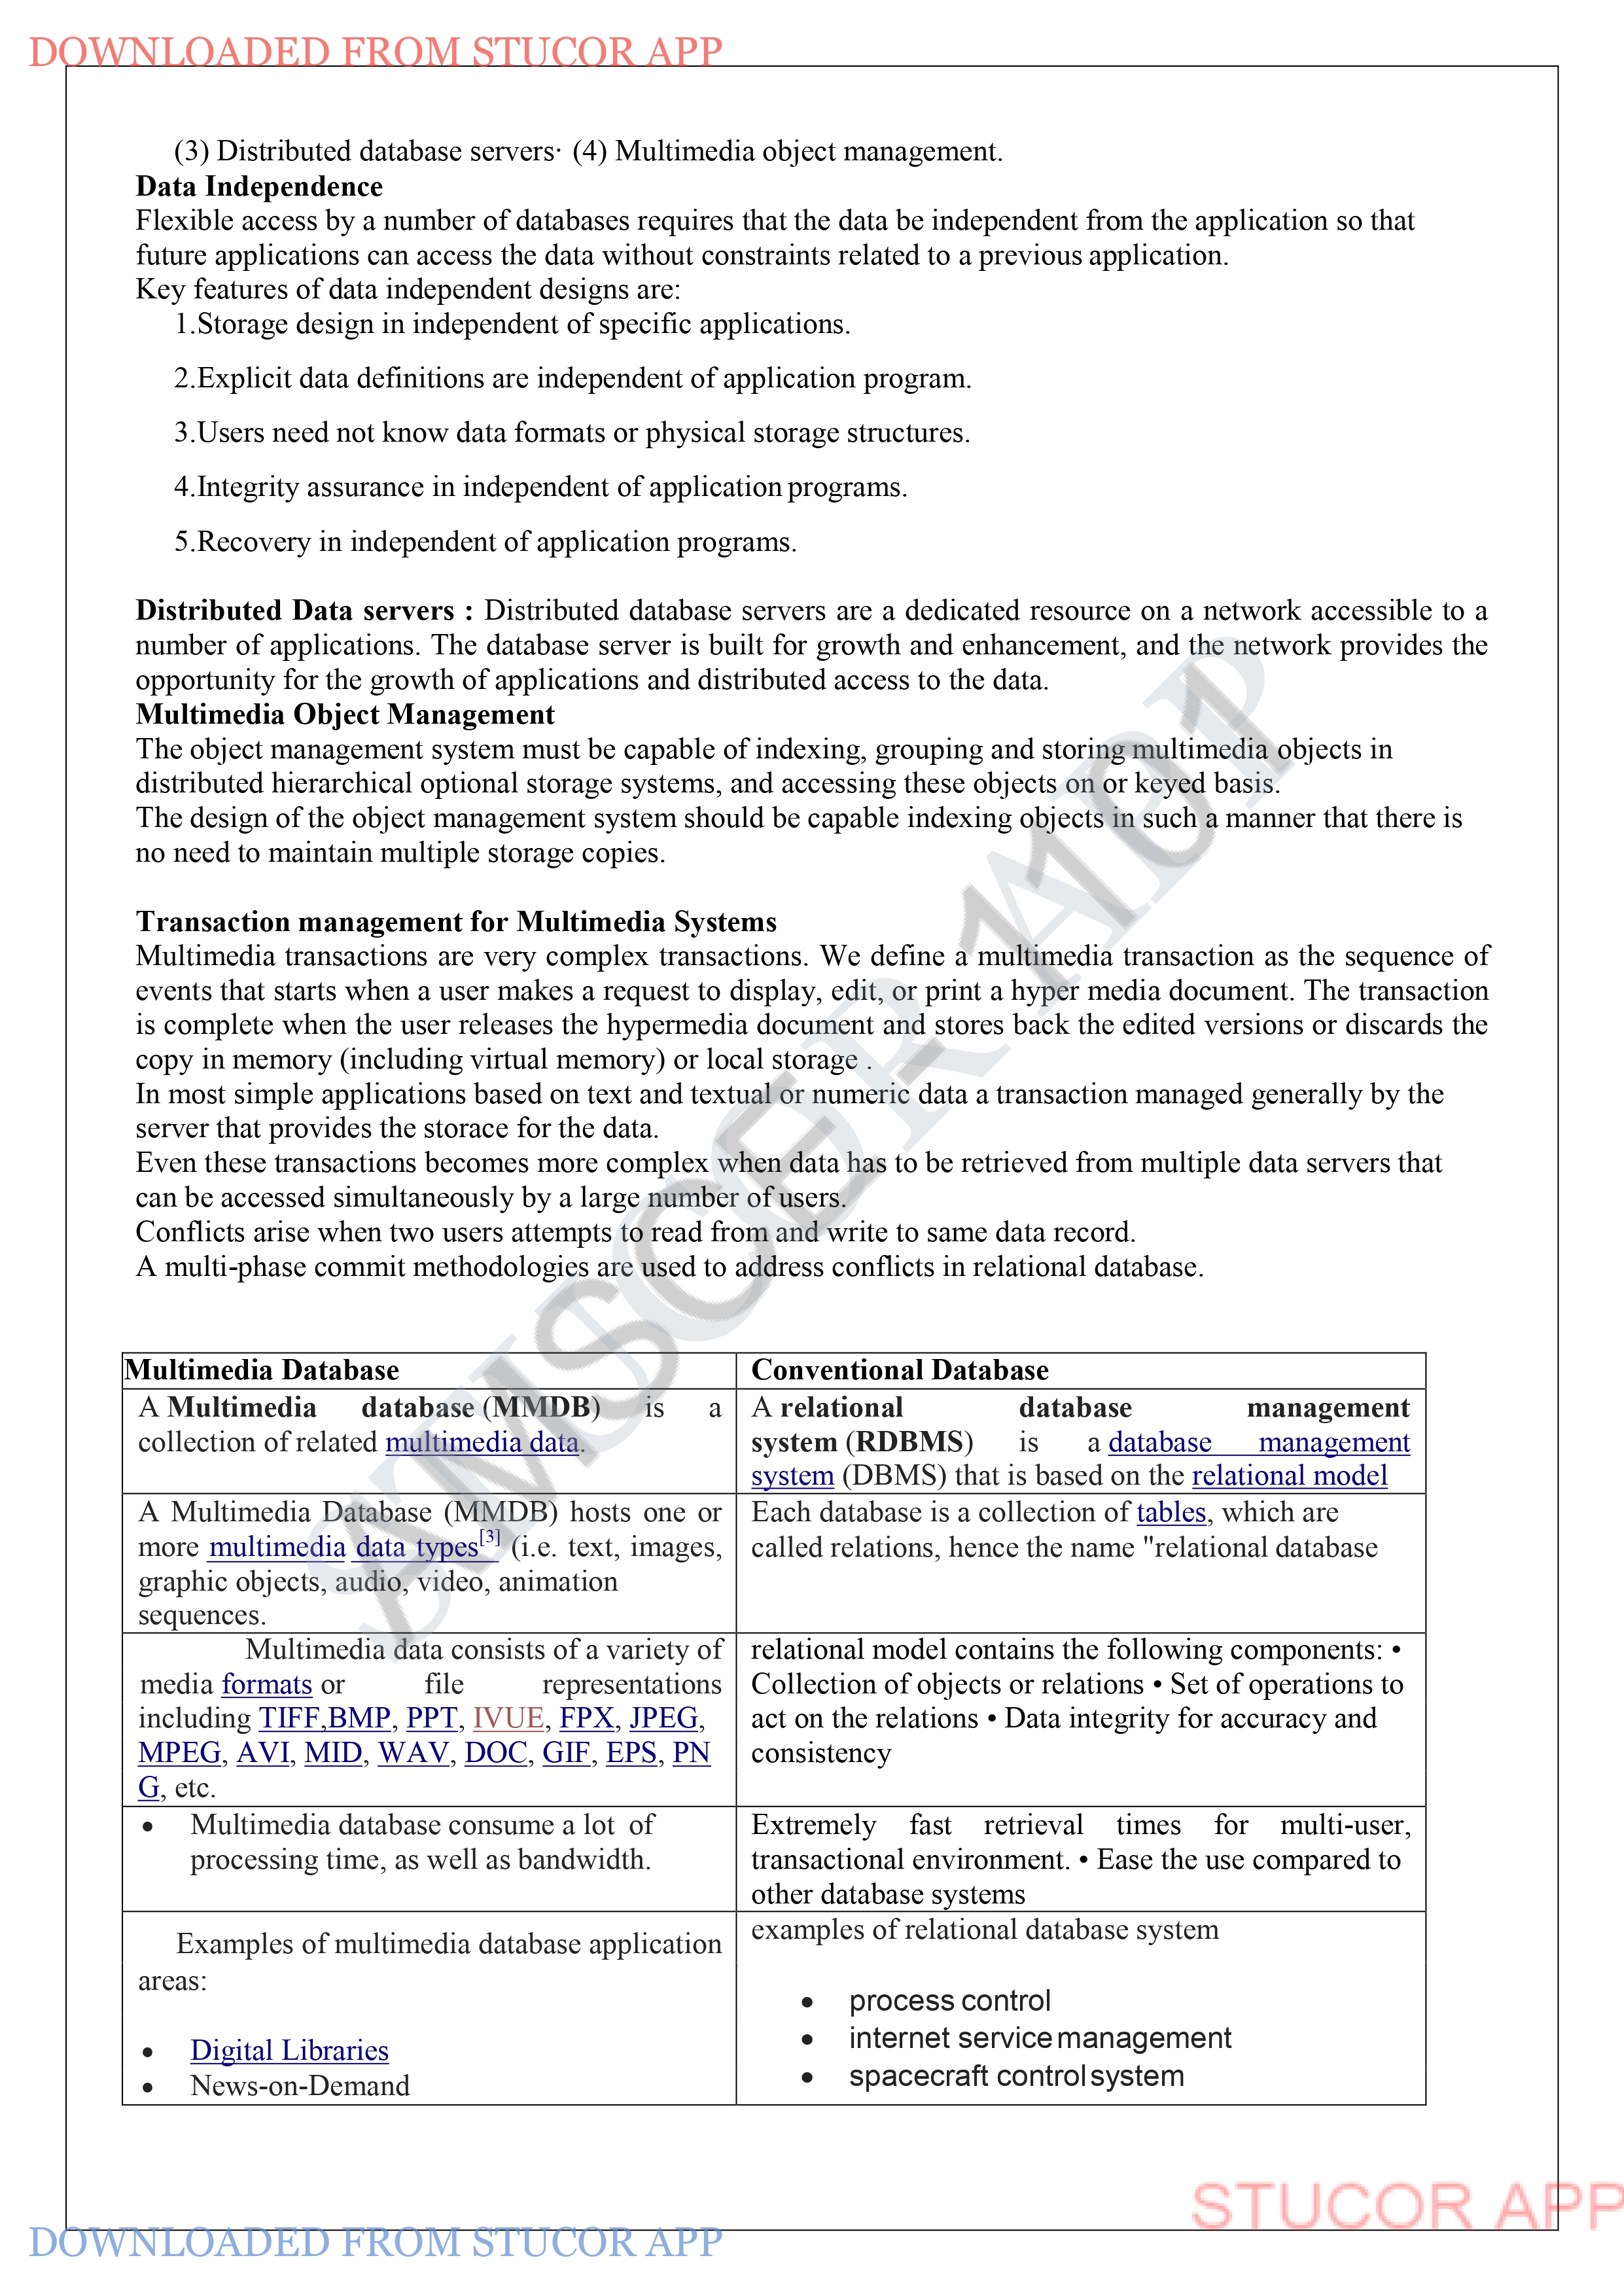 DOWNLOADED FROM STUCOR APP
(3) Distributed database servers· (4) Multimedia object management.
Data Independence
Flexible access by a number of databases requires that the data be independent from the application so that
future applications can access the data without constraints related to a previous application.
Key features of data independent designs are:
1.Storage design in independent of specific applications.
2.Explicit data definitions are independent of application program.
3.Users need not know data formats or physical storage structures.
4.Integrity assurance in independent of application programs.
5.Recovery in independent of application programs.
Distributed Data servers : Distributed database servers are a dedicated resource on a network accessible to a
number of applications. The database server is built for growth and enhancement, and the network provides the
opportunity for the growth of applications and distributed access to the data.
Multimedia Object Management
The object management system must be capable of indexing, grouping and storing multimedia objects in
distributed hierarchical optional storage systems, and accessing these objects on or keyed basis.
The design of the object management system should be capable indexing objects in such a manner that there is
no need to maintain multiple storage copies.
Transaction management for Multimedia Systems
Multimedia transactions are very complex transactions. We define a multimedia transaction as the sequence of
events that starts when a user makes a request to display, edit, or print a hyper media document. The transaction
is complete when the user releases the hypermedia document and stores back the edited versions or discards the
copy in memory (including virtual memory) or local storage .
In most simple applications based on text and textual or numeric data a transaction managed generally by the
server that provides the storace for the data.
Even these transactions becomes more complex when data has to be retrieved from multiple data servers that
can be accessed simultaneously by a large number of users.
Conflicts arise when two users attempts to read from and write to same data record.
A multi-phase commit methodologies are used to address conflicts in relational database.
Multimedia Database
Conventional Database
A Multimedia database (MMDB) is a
collection of related multimedia data.
A relational database management
system (RDBMS) is a database management
system (DBMS) that is based on the relational model
A Multimedia Database (MMDB) hosts one or
more multimedia data types[3] (i.e. text, images,
graphic objects, audio, video, animation
sequences.
Each database is a collection of tables, which are
called relations, hence the name "relational database
Multimedia data consists of a variety of
media formats or file representations
including TIFF,BMP, PPT, IVUE, FPX, JPEG,
MPEG, AVI, MID, WAV, DOC, GIF, EPS, PN
G, etc.
relational model contains the following components: •
Collection of objects or relations • Set of operations to
act on the relations • Data integrity for accuracy and
consistency
• Multimedia database consume a lot of
processing time, as well as bandwidth.
Extremely fast retrieval times for multi-user,
transactional environment. • Ease the use compared to
other database systems
Examples of multimedia database application
areas:
• Digital Libraries
• News-on-Demand
examples of relational database system
• process control
• internet service management
• spacecraft control system
STUCOR APP
AMSCE-1101
STUCOR APP
DOWNLOADED FROM STUCOR APP